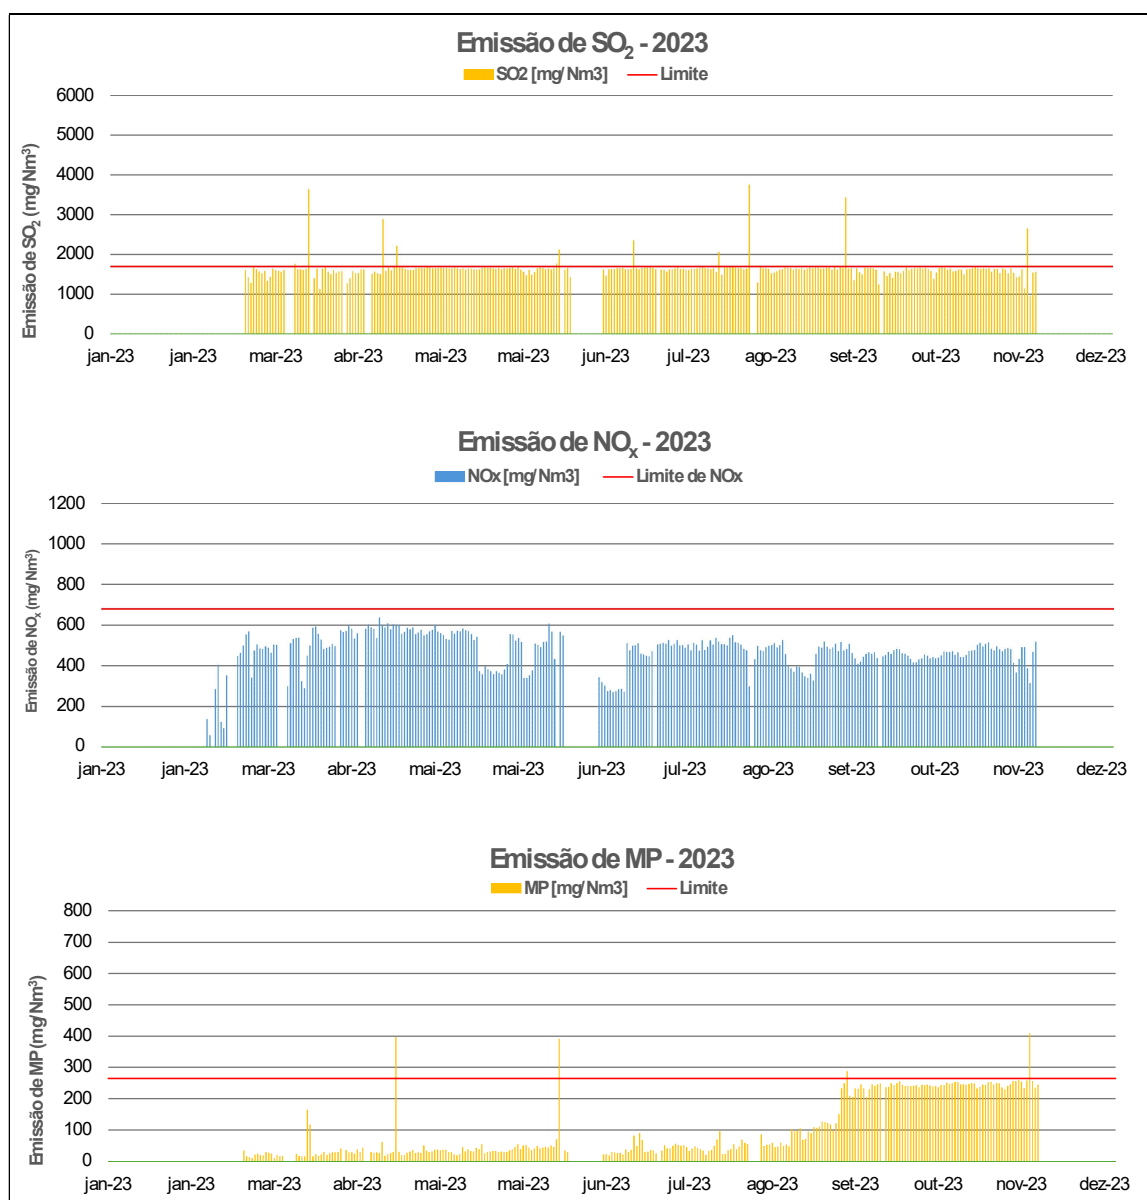 Emissão de SO2 - 2023
SO2 [mg/Nm3] Limite
6000
5000
4000
3000
2000
1000
0
Emissão de SO2 (mg/Nm³)
jan-23 jan-23 mar-23 abr-23 mai-23 mai-23 jun-23 jul-23 ago-23 set-23 out-23 nov-23 dez-23
Emissão de NOx - 2023
NOx [mg/Nm3] Limite de NOx
1200
1000
800
600
400
200
0
Emissão de NOx (mg/Nm³)
jan-23 jan-23 mar-23 abr-23 mai-23 mai-23 jun-23 jul-23 ago-23 set-23 out-23 nov-23 dez-23
Emissão de MP - 2023
MP [mg/Nm3] Limite
800
700
600
500
400
300
200
100
0
Emissão de MP (mg/Nm³)
jan-23 jan-23 mar-23 abr-23 mai-23 mai-23 jun-23 jul-23 ago-23 set-23 out-23 nov-23 dez-23